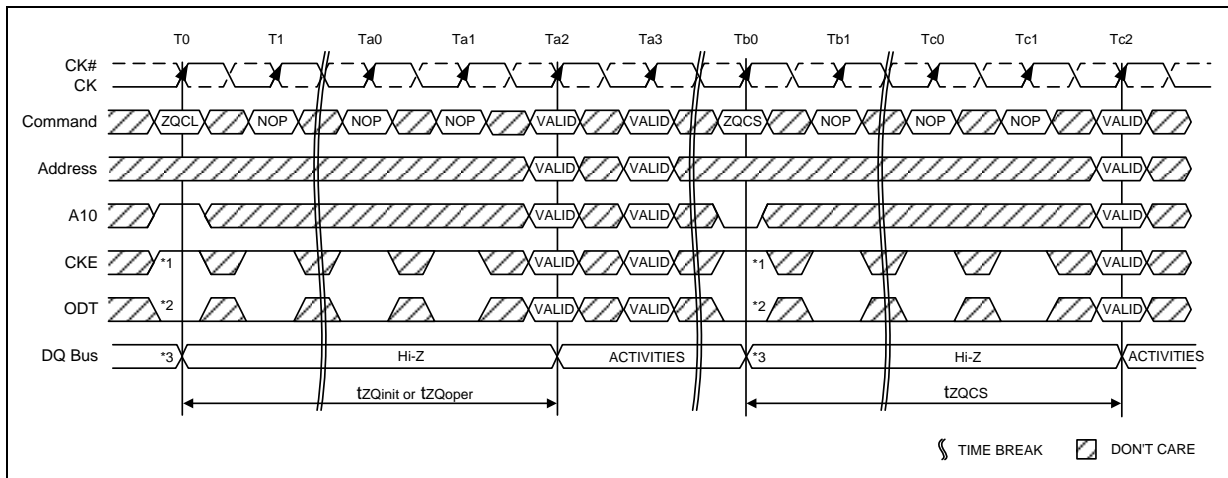 T0 T1 Ta0 Ta1 Ta2 Ta3 Tb0 Tb1 Tc0 Tc1 Tc2
CK#
CK
Command ZQCL NOP NOP NOP VALID VALID ZQCS NOP NOP NOP VALID
Address VALID VALID VALID
A10 VALID VALID VALID
CKE *1 VALID VALID *1 VALID
ODT *2 VALID VALID *2 VALID
DQ Bus *3 Hi-Z ACTIVITIES *3 Hi-Z ACTIVITIES
tZQinit or tZQoper tZQCS
TIME BREAK DON'T CARE